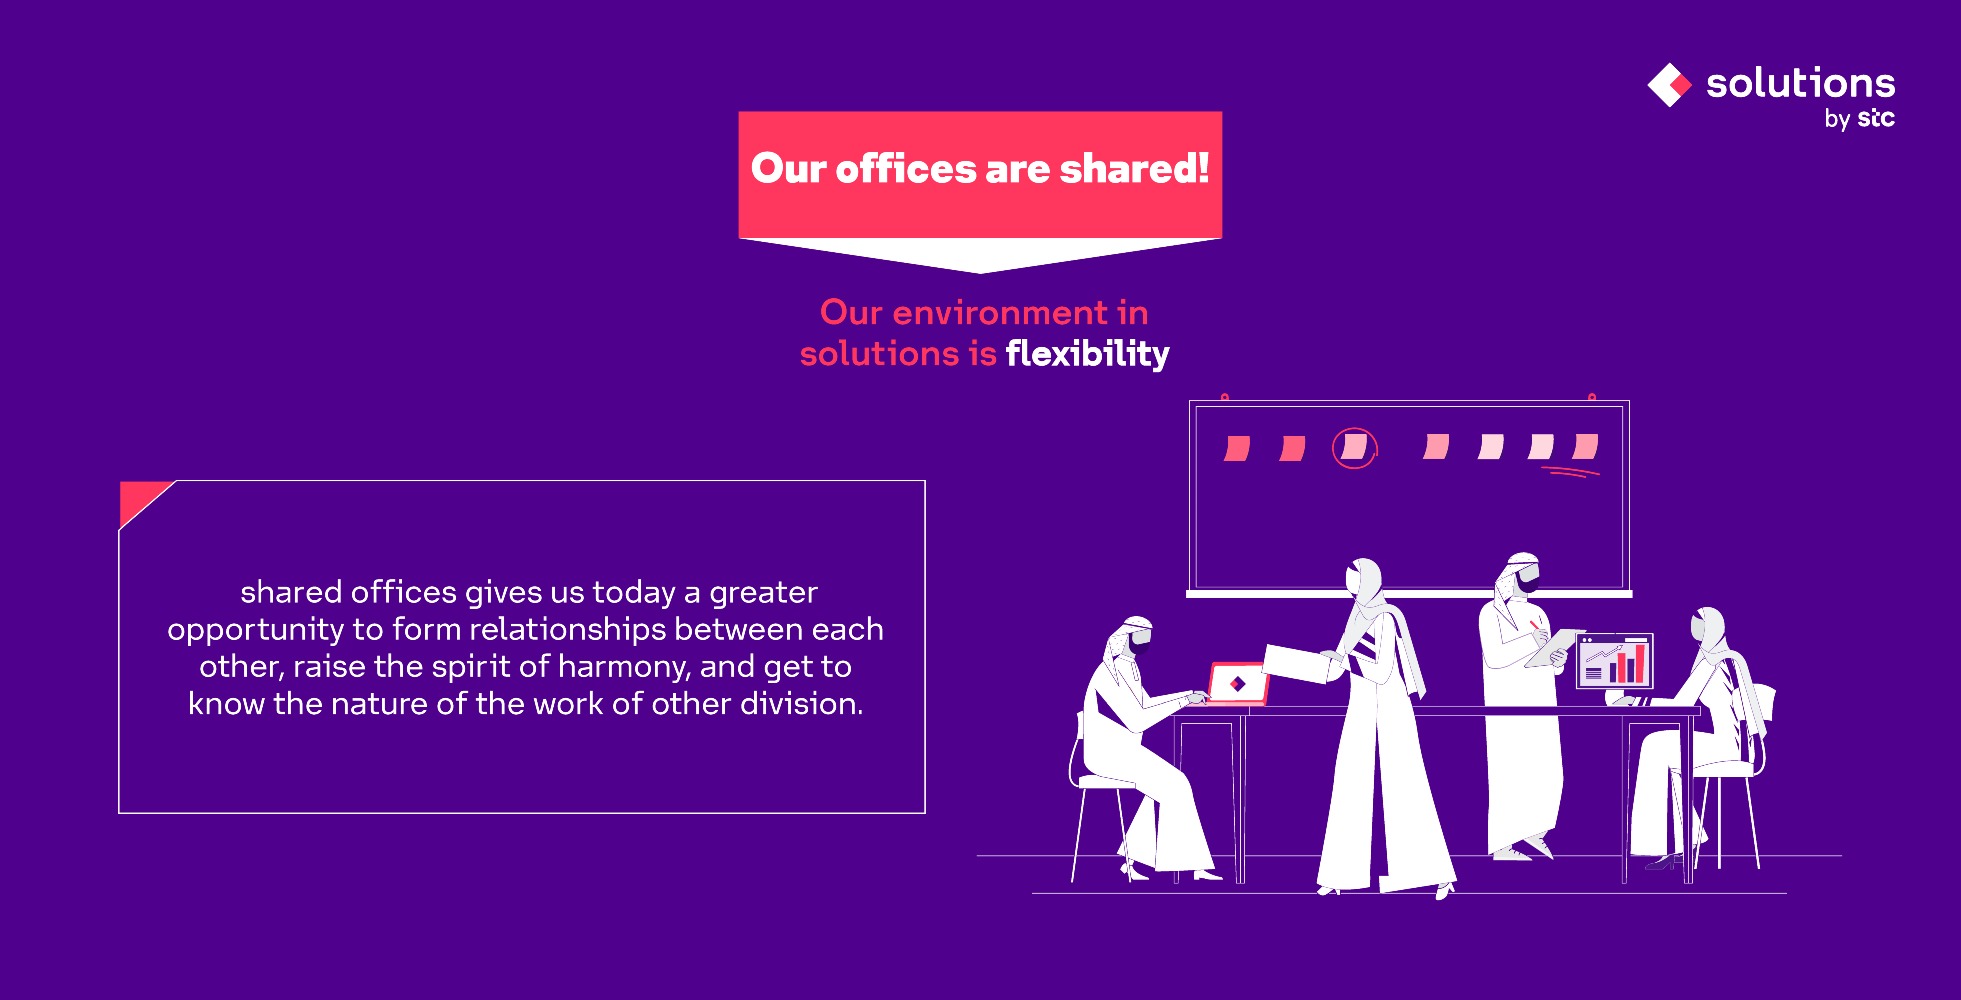 solutions
by stc
Our offices are shared!
Our environment in
solutions is flexibility
shared offices gives us today a greater
opportunity to form relationships between each
other, raise the spirit of harmony, and get to
know the nature of the work of other division.